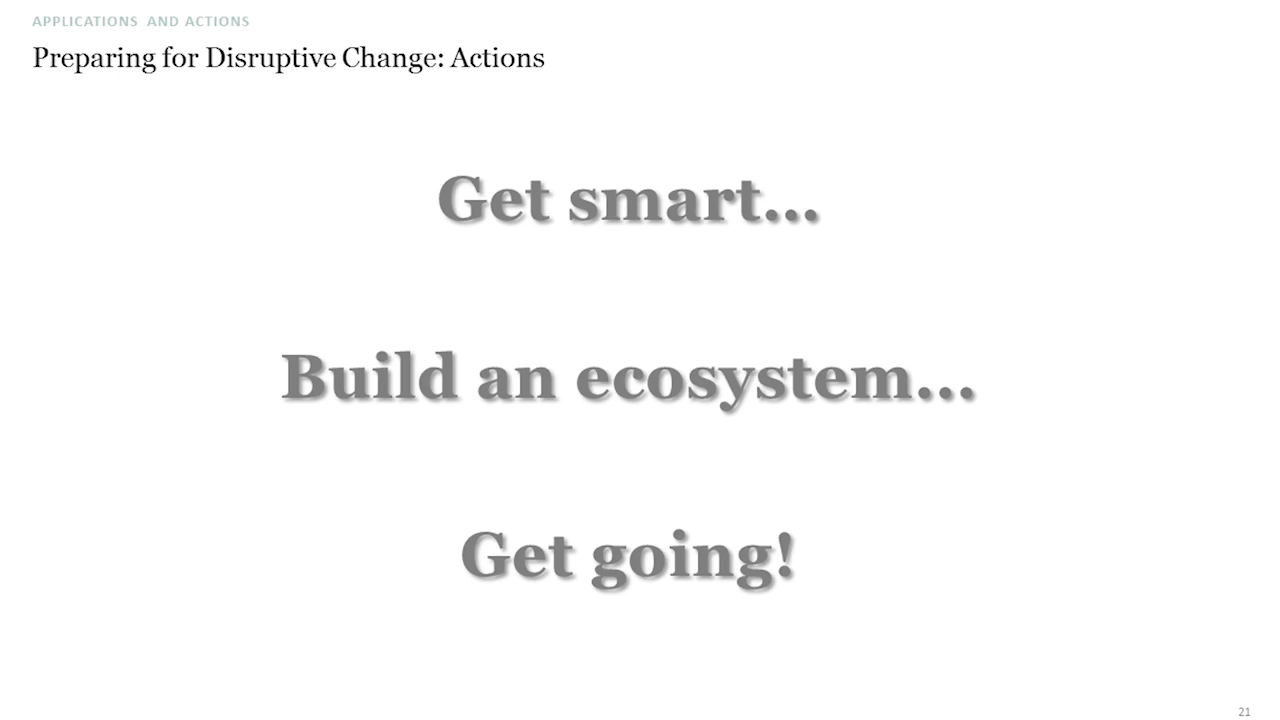 APPLICATIONS AND ACTIONS
Preparing for Disruptive Change: Actions
Get smart...
Build an ecosystem...
Get going!
21